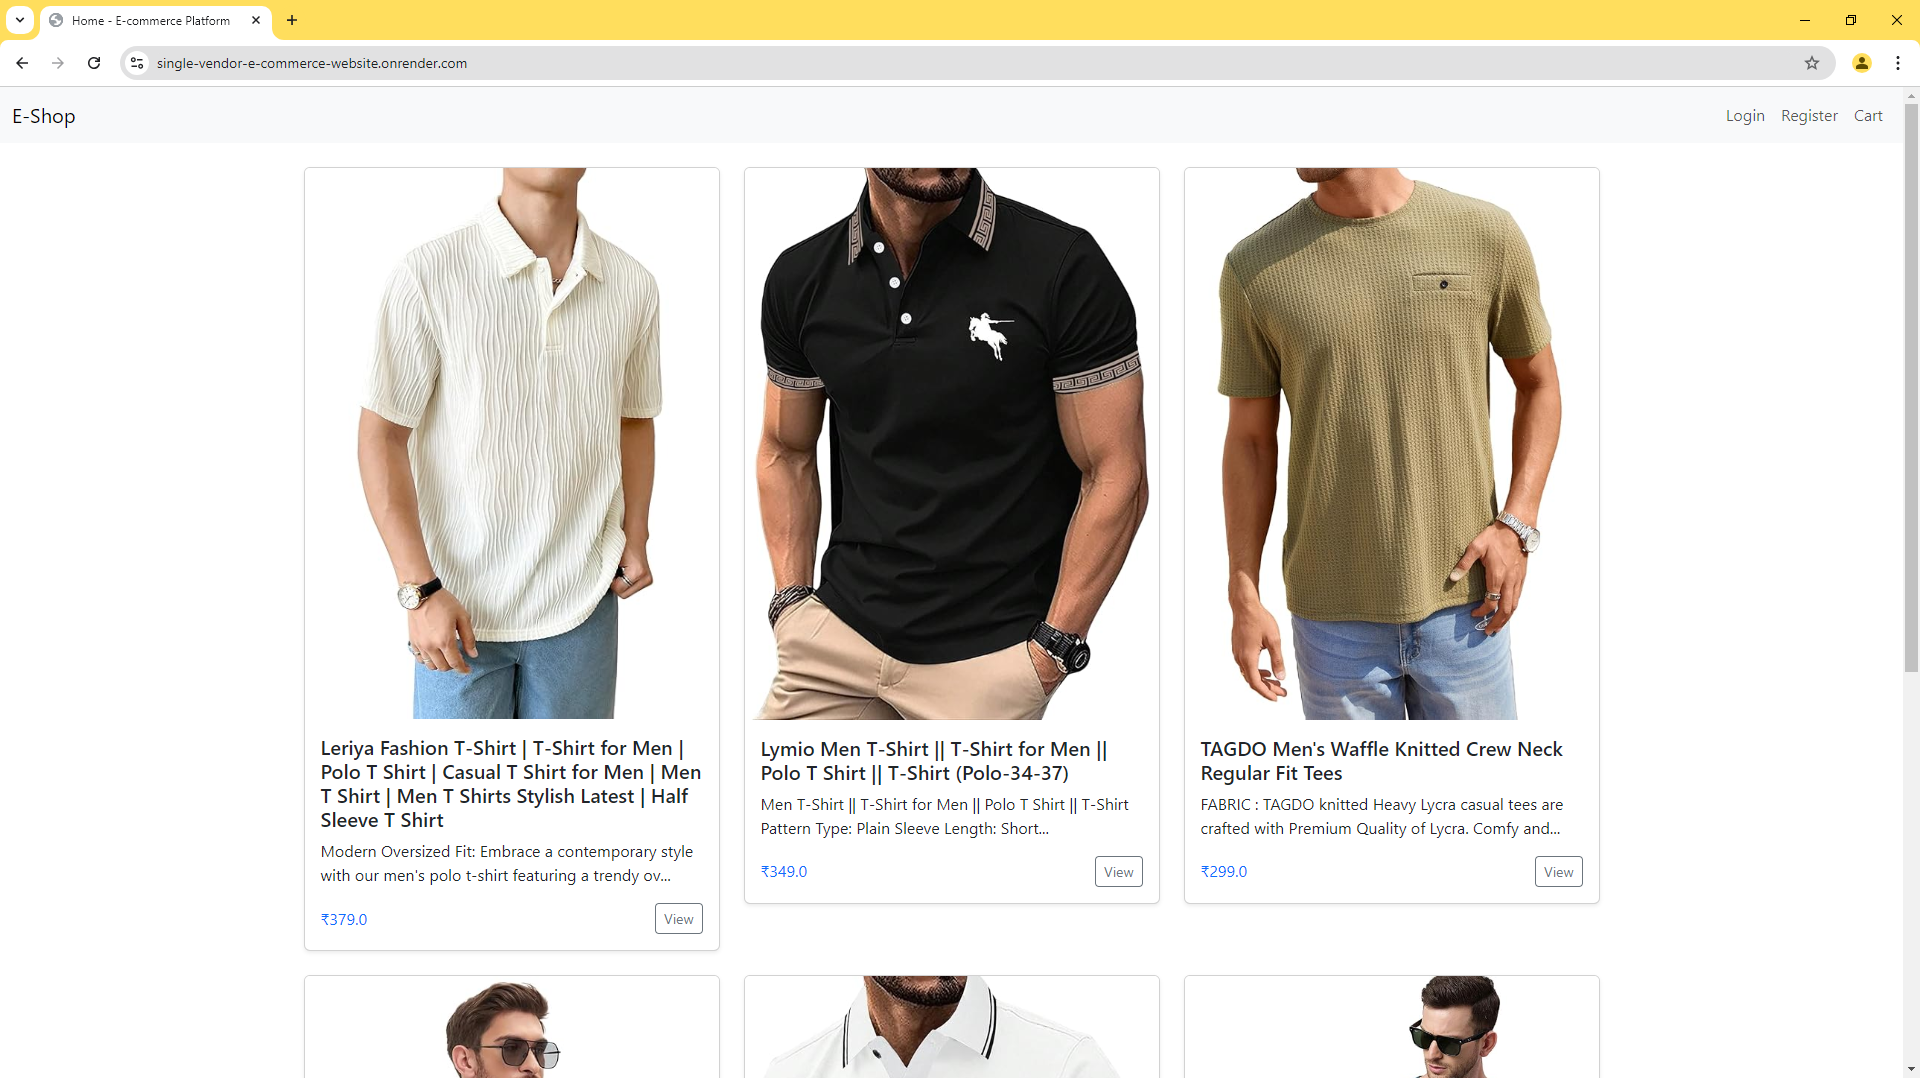 Home - E-commerce Platform
single-vendor-e-commerce-website.onrender.com
E-Shop
Login Register Cart
Leriya Fashion T-Shirt | T-Shirt for Men |
Polo T Shirt | Casual T Shirt for Men | Men
T Shirt | Men T Shirts Stylish Latest | Half
Sleeve T Shirt
Modern Oversized Fit: Embrace a contemporary style
with our men's polo t-shirt featuring a trendy ov...
₹379.0 View
Lymio Men T-Shirt || T-Shirt for Men ||
Polo T Shirt || T-Shirt (Polo-34-37)
Men T-Shirt || T-Shirt for Men || Polo T Shirt || T-Shirt
Pattern Type: Plain Sleeve Length: Short...
₹349.0 View
TAGDO Men's Waffle Knitted Crew Neck
Regular Fit Tees
FABRIC : TAGDO knitted Heavy Lycra casual tees are
crafted with Premium Quality of Lycra. Comfy and...
₹299.0 View